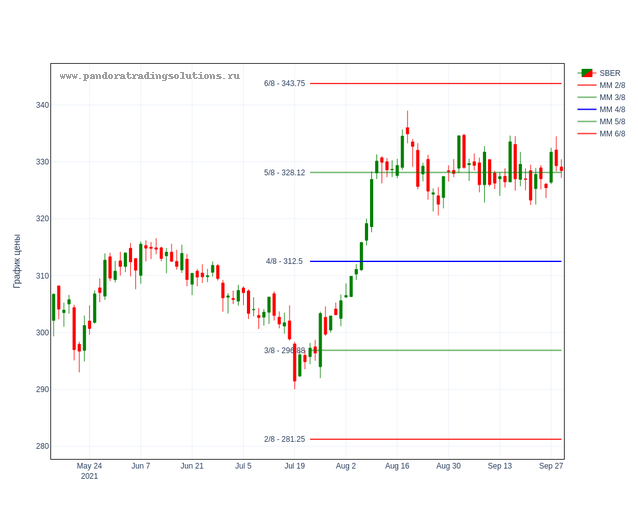 www.pandoratradingsolutions.ru
6/8 - 343.75
5/8 - 328.12
4/8 - 312.5
3/8 - 296.88
2/8 - 281.25
340
330
320
310
300
290
280
График цены
May 24
2021
Jun 7
Jun 21
Jul 5
Jul 19
Aug 2
Aug 16
Aug 30
Sep 13
Sep 27
SBER
MM 2/8
MM 3/8
MM 4/8
MM 5/8
MM 6/8